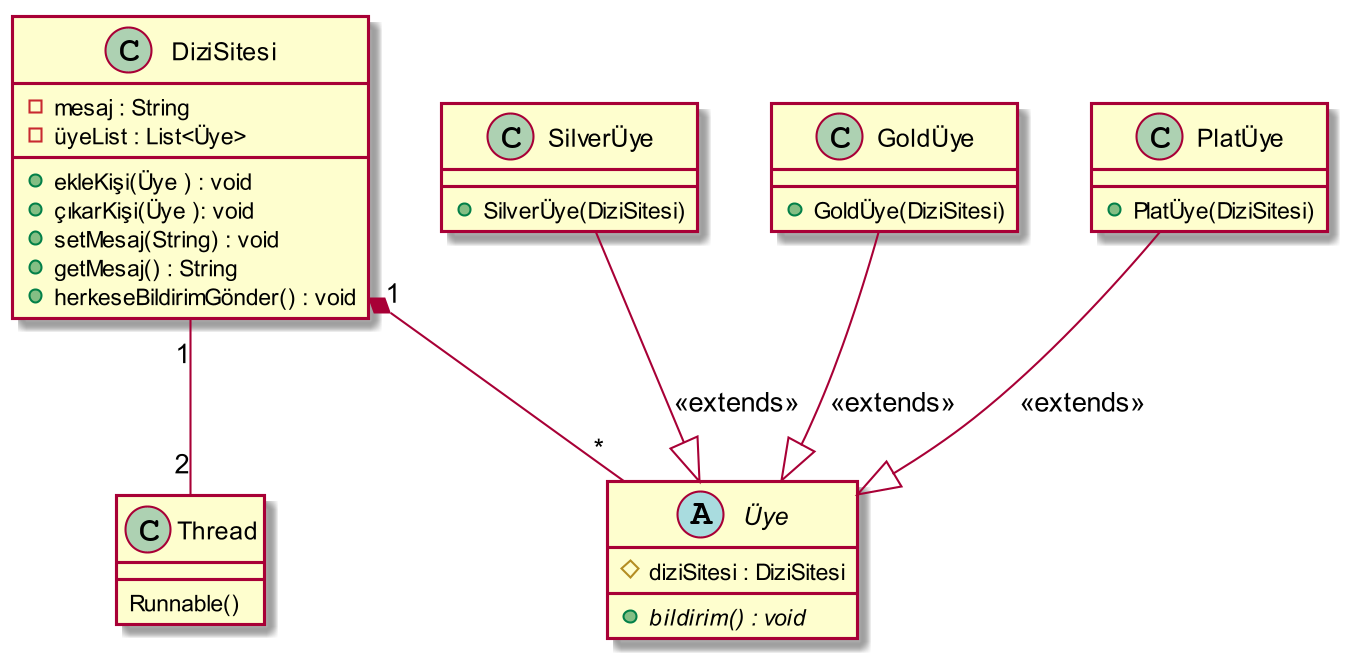 C DiziSitesi
mesaj : String
üyeList : List<Üye>
ekleKişi(Üye ) : void
çıkarKişi(Üye ): void
setMesaj(String) : void
getMesaj() : String
herkeseBildirimGönder() : void
C SilverÜye
SilverÜye(DiziSitesi)
C GoldÜye
GoldÜye(DiziSitesi)
C PlatÜye
PlatÜye(DiziSitesi)
1
1
«extends»
«extends»
«extends»
*
2
C Thread
Runnable()
A Üye
diziSitesi : DiziSitesi
bildirim() : void